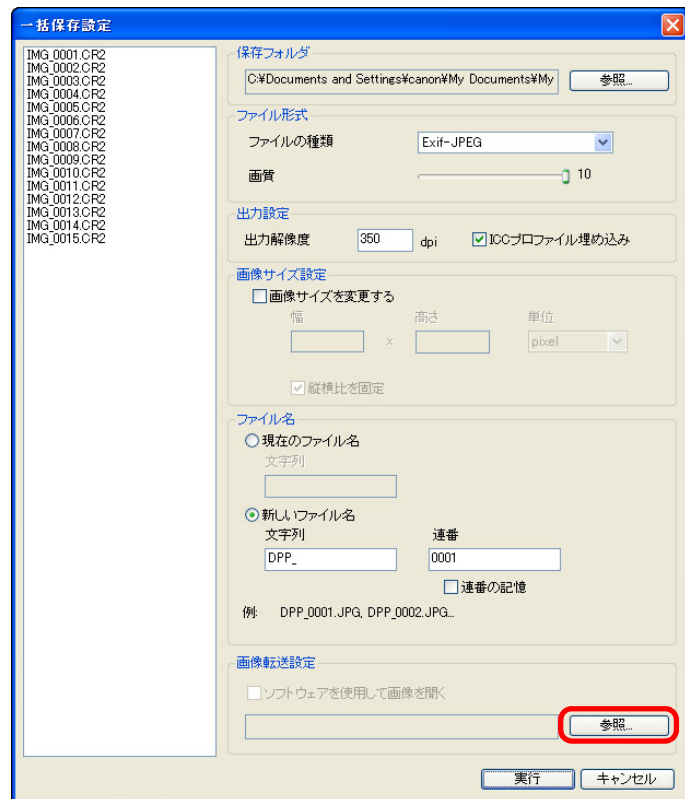 一括保存設定
IMG_0001.CR2
IMG_0002.CR2
IMG_0003.CR2
IMG_0004.CR2
IMG_0005.CR2
IMG_0006.CR2
IMG_0007.CR2
IMG_0008.CR2
IMG_0009.CR2
IMG_0010.CR2
IMG_0011.CR2
IMG_0012.CR2
IMG_0013.CR2
IMG_0014.CR2
IMG_0015.CR2
保存フォルダ
C:¥Documents and Settings¥canon¥My Documents¥My 参照...
ファイル形式
ファイルの種類 Exif-JPEG
画質 10
出力設定
出力解像度 350 dpi ICCプロファイル埋め込み
画像サイズ設定
画像サイズを変更する
幅 高さ 単位
x pixel
縦横比を固定
ファイル名
現在のファイル名
文字列
新しいファイル名
文字列 連番
DPP_ 0001
連番の記憶
例: DPP_0001.JPG, DPP_0002.JPG...
画像転送設定
ソフトウェアを使用して画像を開く
参照...
実行 キャンセル